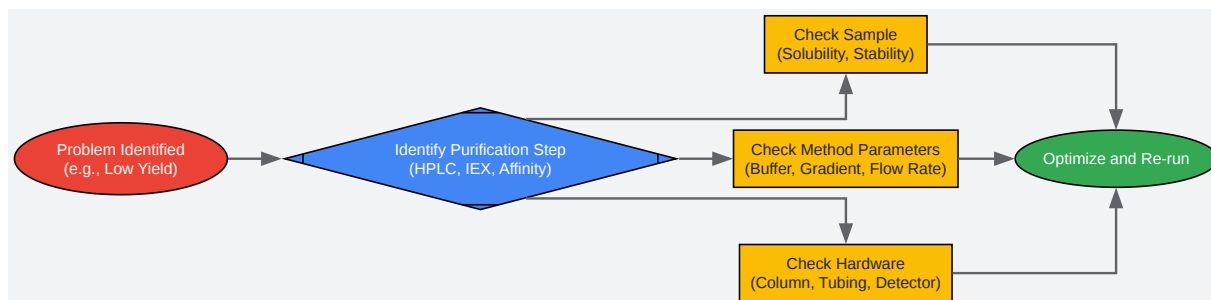 Problem Identified
(e.g., Low Yield)
Identify Purification Step
(HPLC, IEX, Affinity)
Check Sample
(Solubility, Stability)
Check Method Parameters
(Buffer, Gradient, Flow Rate)
Check Hardware
(Column, Tubing, Detector)
Optimize and Re-run